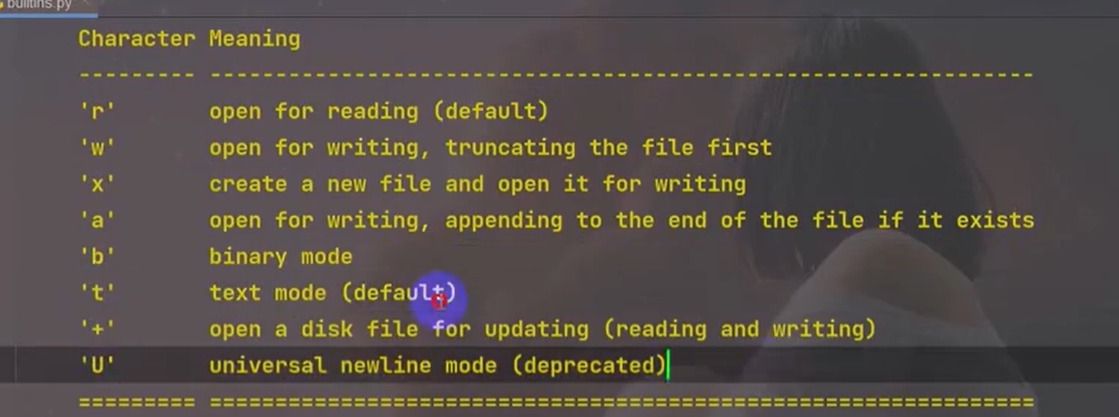 builtins.py
Character Meaning
--------- ---------------------------------------------------------------
'r' open for reading (default)
'w' open for writing, truncating the file first
'x' create a new file and open it for writing
'a' open for writing, appending to the end of the file if it exists
'b' binary mode
't' text mode (default)
'+' open a disk file for updating (reading and writing)
'U' universal newline mode (deprecated)
========= ===============================================================